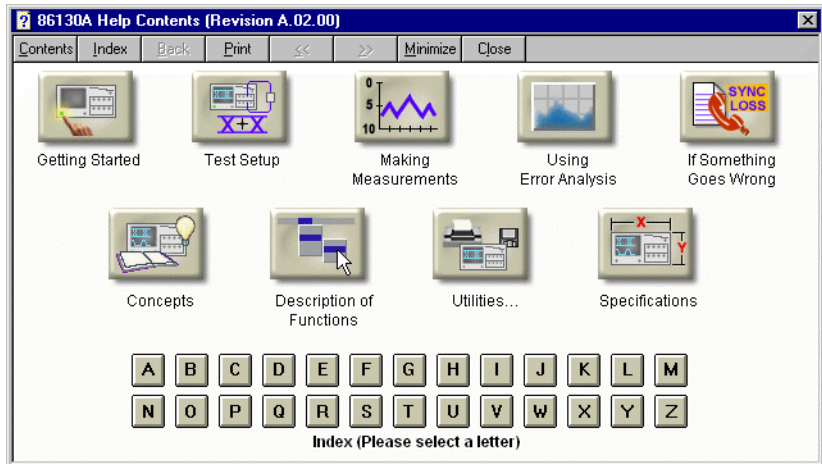 86130A Help Contents (Revision A.02.00)
Contents Index Back Print << >> Minimize Close
SYNC
LOSS
X+X
0
5
10
Getting Started
Test Setup
Making
Measurements
Using
Error Analysis
If Something
Goes Wrong
X
Y
Concepts
Description of
Functions
Utilities...
Specifications
A B C D E F G H I J K L M
N O P Q R S T U V W X Y Z
Index (Please select a letter)